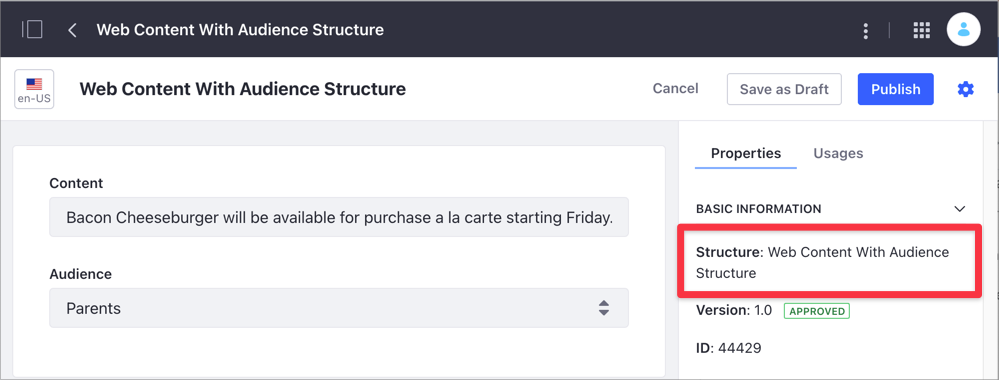 Web Content With Audience Structure
en-US
Web Content With Audience Structure
Cancel
Save as Draft
Publish
Properties
Usages
Content
Bacon Cheeseburger will be available for purchase a la carte starting Friday.
Audience
Parents
BASIC INFORMATION
Structure: Web Content With Audience
Structure
Version: 1.0 APPROVED
ID: 44429